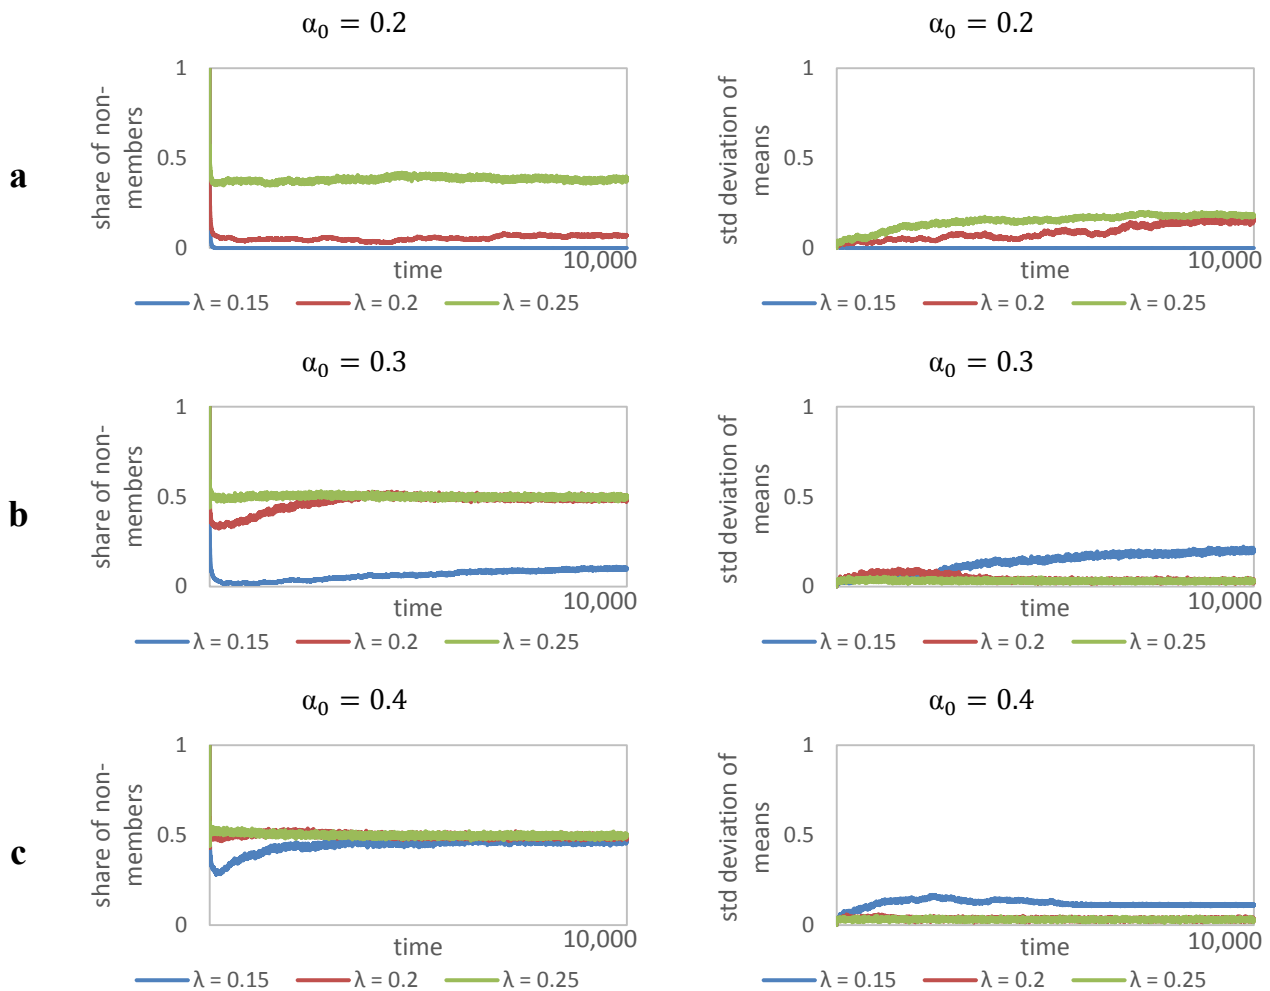 α₀ = 0.2
share of non-
members
1
0.5
0
time
10,000
λ = 0.15 λ = 0.2 λ = 0.25
α₀ = 0.2
std deviation of
means
1
0.5
0
time
10,000
λ = 0.15 λ = 0.2 λ = 0.25
a
α₀ = 0.3
share of non-
members
1
0.5
0
time
10,000
λ = 0.15 λ = 0.2 λ = 0.25
α₀ = 0.3
std deviation of
means
1
0.5
0
time
10,000
λ = 0.15 λ = 0.2 λ = 0.25
b
α₀ = 0.4
share of non-
members
1
0.5
0
time
10,000
λ = 0.15 λ = 0.2 λ = 0.25
α₀ = 0.4
std deviation of
means
1
0.5
0
time
10,000
λ = 0.15 λ = 0.2 λ = 0.25
c